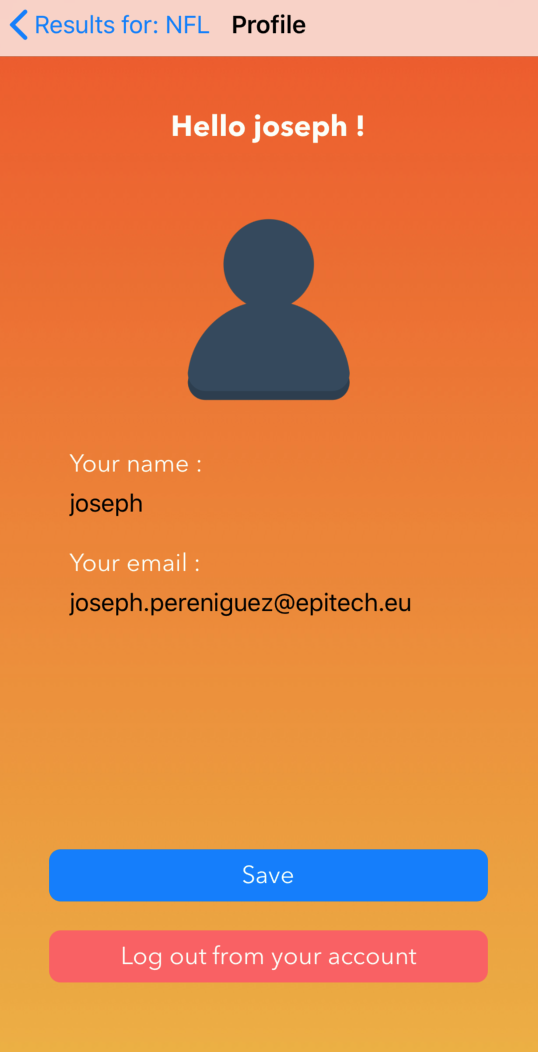 Results for: NFL Profile
Hello joseph !
Your name :
joseph
Your email :
joseph.pereniguez@epitech.eu
Save
Log out from your account